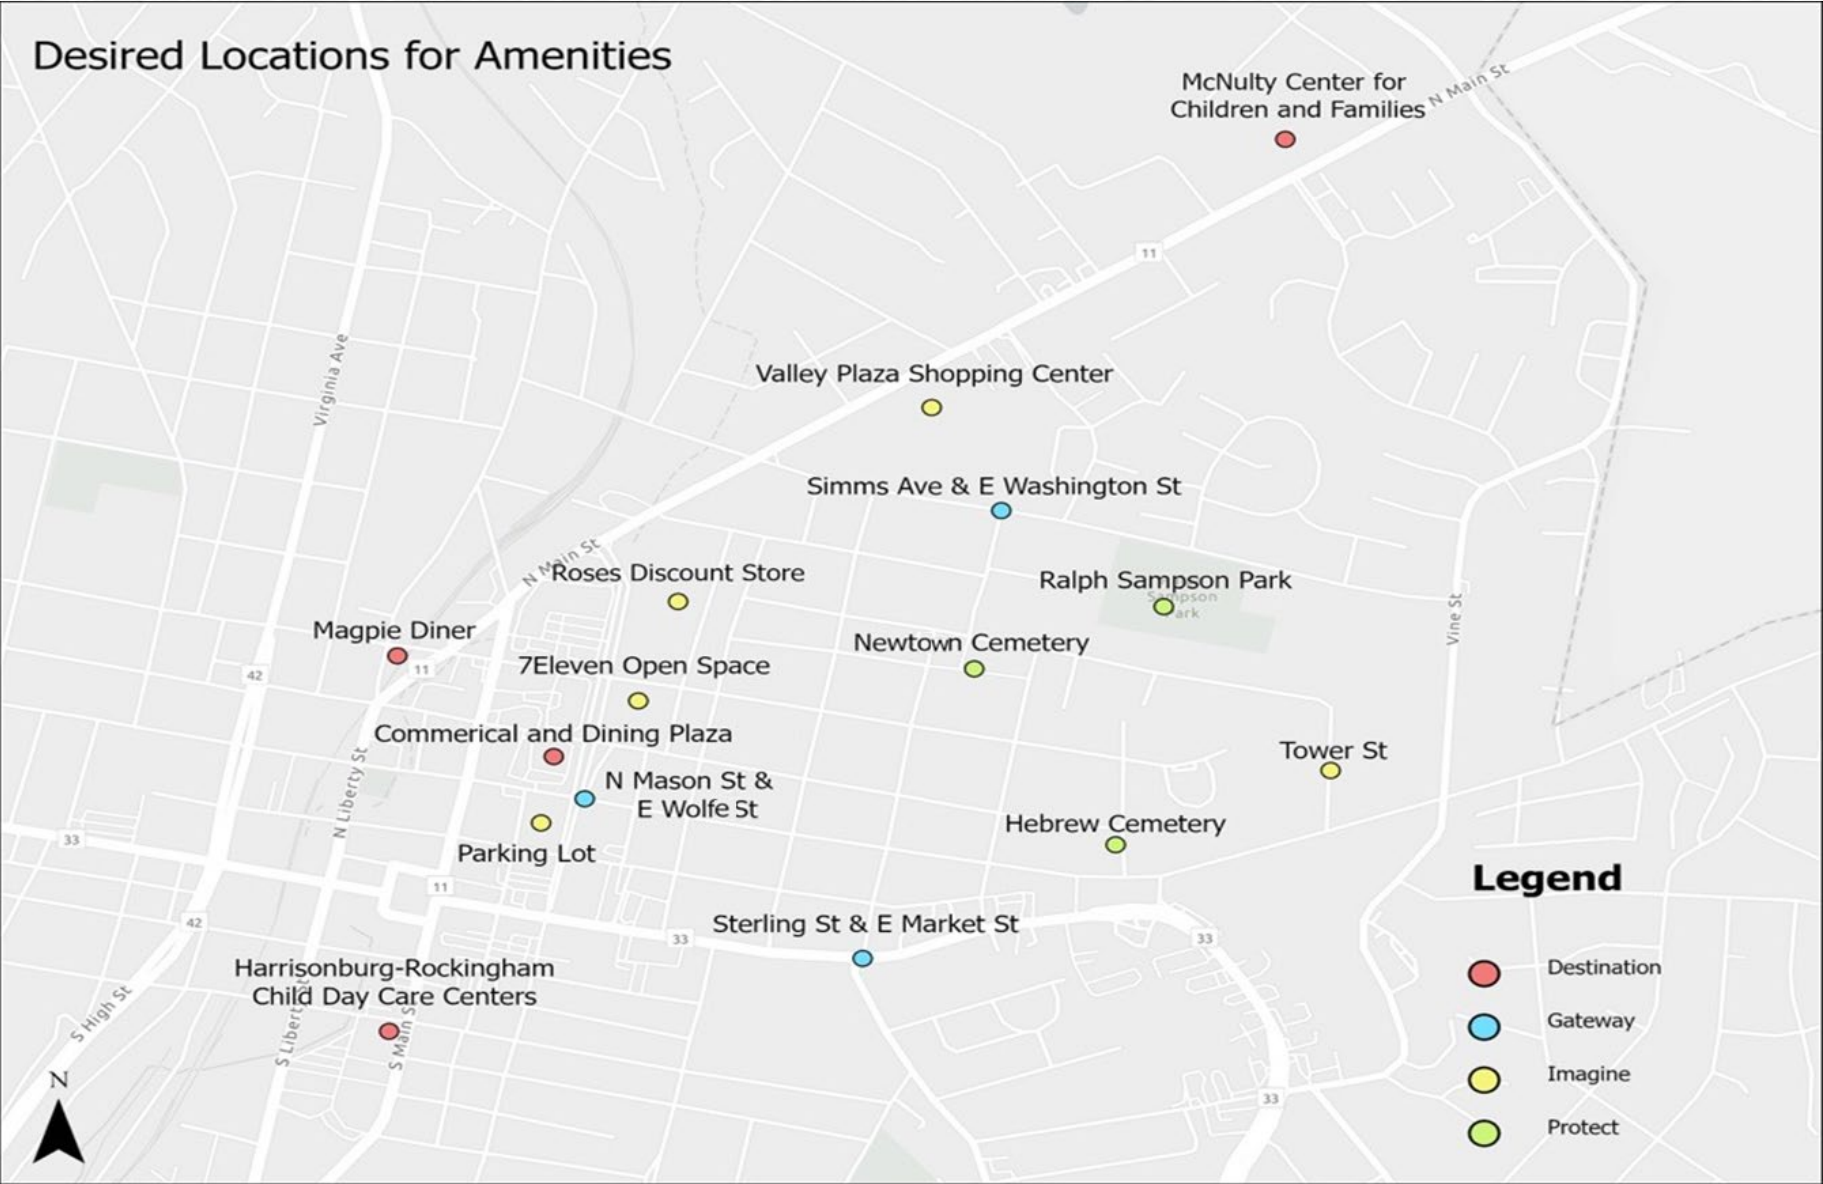 Desired Locations for Amenities
McNulty Center for
Children and Families
N Main St
11
Virginia Ave
Valley Plaza Shopping Center
Simms Ave & E Washington St
N Main St
Roses Discount Store
Ralph Sampson Park
Sampson
Park
Magpie Diner
11
42
7Eleven Open Space
Newtown Cemetery
Vine St
Commerical and Dining Plaza
Tower St
N Mason St &
E Wolfe St
N Liberty St
33
Parking Lot
Hebrew Cemetery
11
42
33
Sterling St & E Market St
33
Harrisonburg-Rockingham
Child Day Care Centers
S High St
S Liberty St
S Main St
33
N
Legend
Destination
Gateway
Imagine
Protect